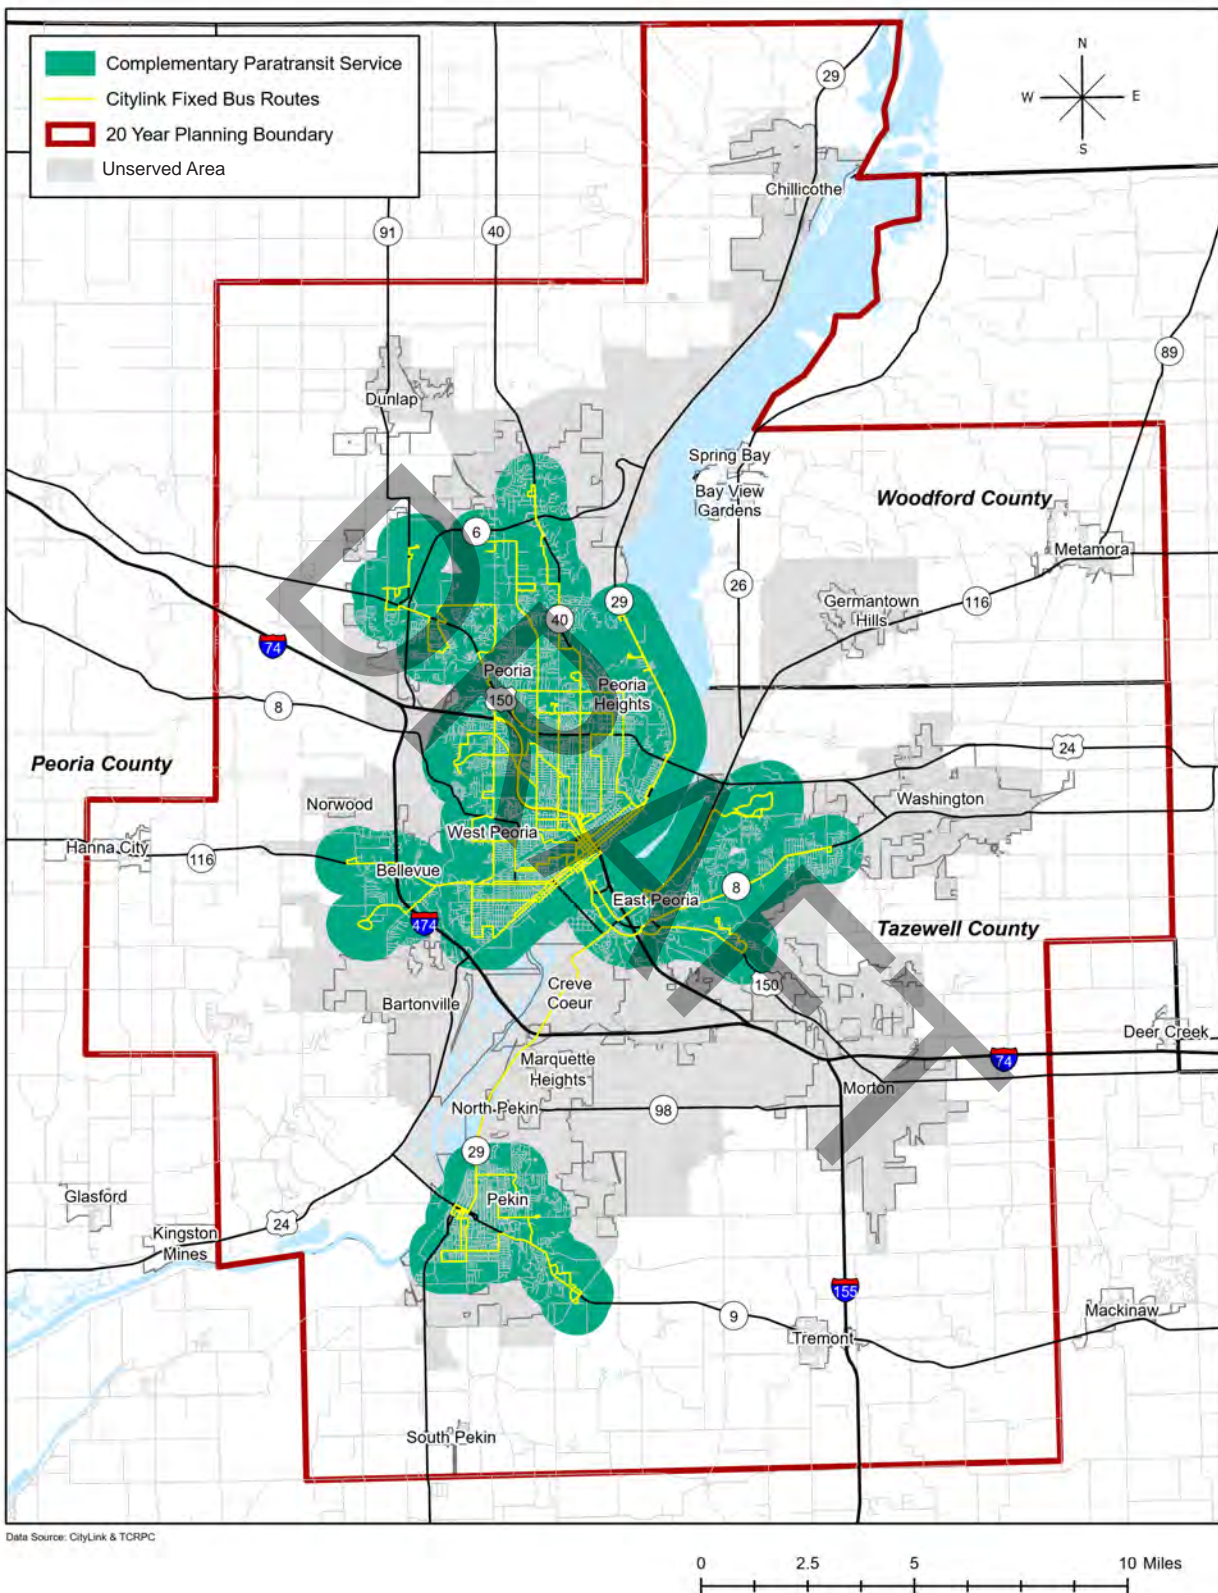 Complementary Paratransit Service
Citylink Fixed Bus Routes
20 Year Planning Boundary
Unserved Area
N
W E
S
29
Chillicothe
91
40
89
Dunlap
Spring Bay
Bay View
Gardens
Woodford County
6
Metamora
26
29
Germantown
Hills
116
40
74
Peoria
Peoria
Heights
150
8
24
Peoria County
Norwood
Washington
West Peoria
Hanna City
116
Bellevue
8
East Peoria
474
Tazewell County
150
Creve
Coeur
Bartonville
Deer Creek
74
Marquette
Heights
Morton
North Pekin
98
29
Pekin
Glasford
24
Kingston
Mines
155
9
Mackinaw
Tremont
South Pekin
DRAFT
Data Source: CityLink & TCRPC
0 2.5 5 10 Miles